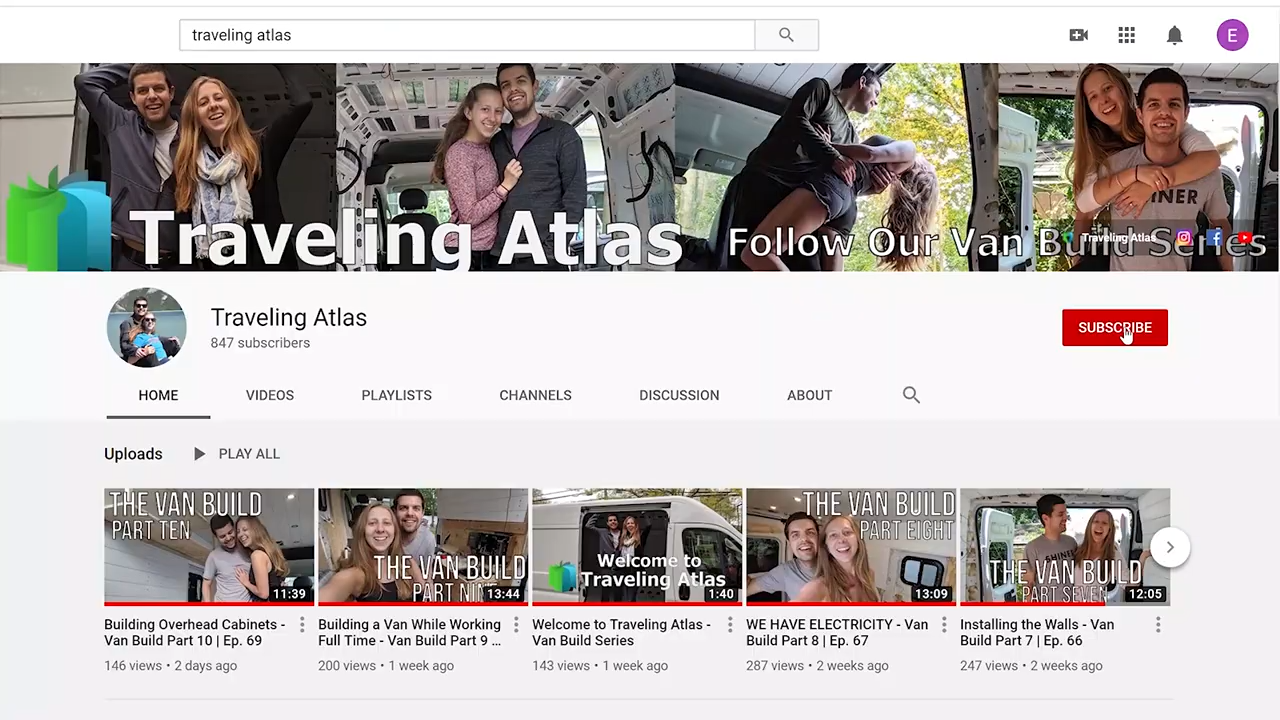 traveling atlas
E
Traveling Atlas
Follow Our Van Build Series
Traveling Atlas
INER
Traveling Atlas
847 subscribers
SUBSCRIBE
HOME
VIDEOS
PLAYLISTS
CHANNELS
DISCUSSION
ABOUT
Uploads
PLAY ALL
THE VAN BUILD
PART TEN
11:39
THE VAN BUILD
PART NINE
13:44
Welcome to
Traveling Atlas
1:40
THE VAN BUILD
PART EIGHT
13:09
SHINER
THE VAN BUILD
PART SEVEN
12:05
Building Overhead Cabinets -
Van Build Part 10 | Ep. 69
146 views • 2 days ago
Building a Van While Working
Full Time - Van Build Part 9 ...
200 views • 1 week ago
Welcome to Traveling Atlas -
Van Build Series
143 views • 1 week ago
WE HAVE ELECTRICITY - Van
Build Part 8 | Ep. 67
287 views • 2 weeks ago
Installing the Walls - Van
Build Part 7 | Ep. 66
247 views • 2 weeks ago